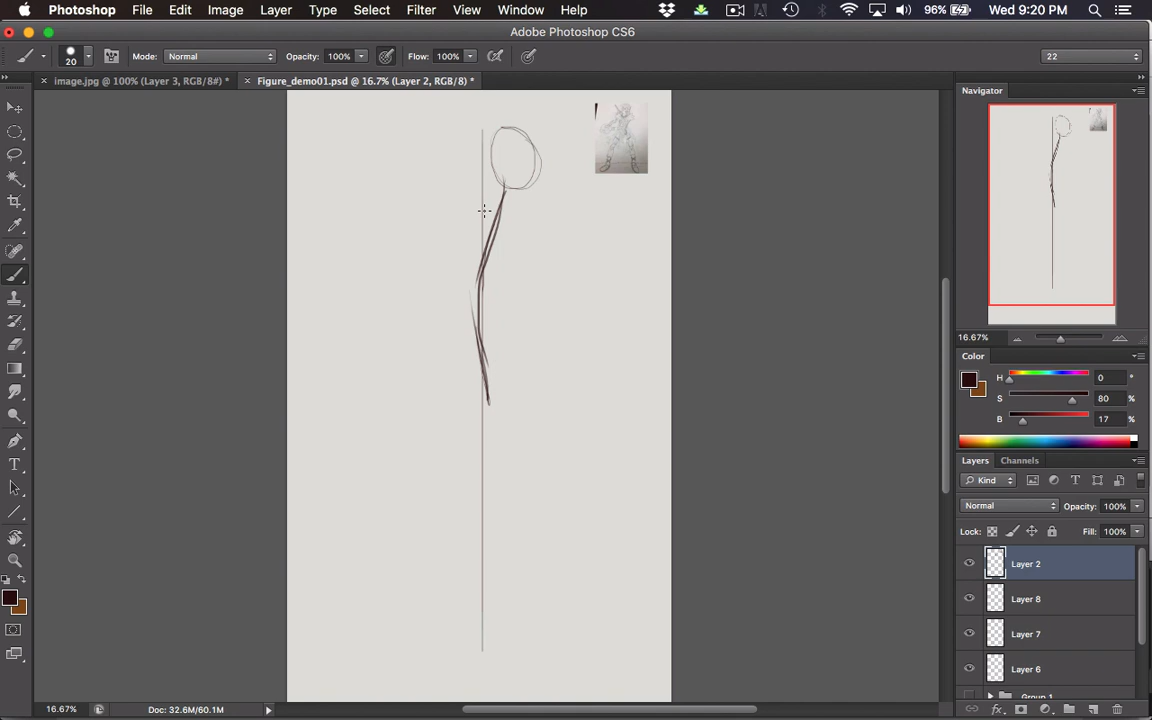 Photoshop File Edit Image Layer Type Select Filter View Window Help 96% Wed 9:20 PM
Adobe Photoshop CS6
20 Mode: Normal Opacity: 100% Flow: 100% 22
image.jpg @ 100% (Layer 3, RGB/8#) * Figure_demo01.psd @ 16.7% (Layer 2, RGB/8) *
Navigator
16.67%
Color
H 0 °
S 80 %
B 17 %
Layers Channels
Kind
Normal Opacity: 100%
Lock: Fill: 100%
Layer 2
Layer 8
Layer 7
Layer 6
Group 1
16.67% Doc: 32.6M/60.1M